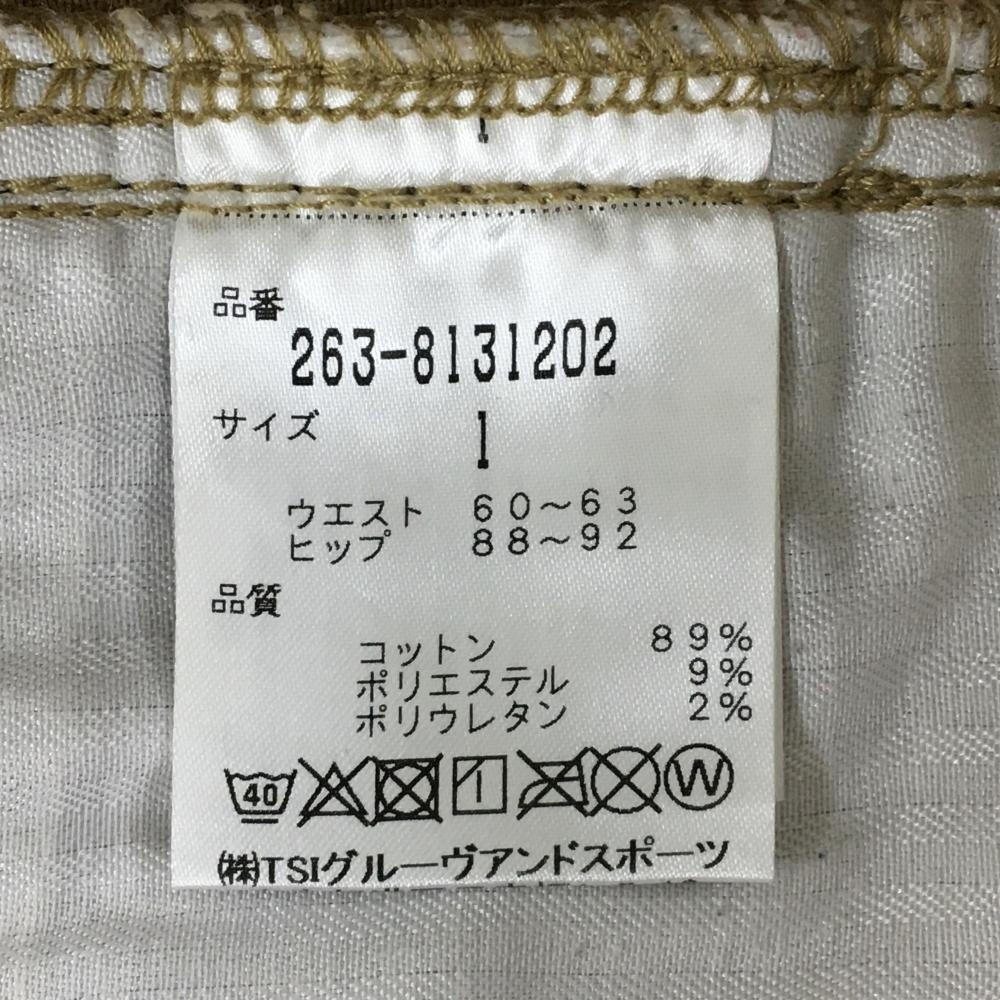 品番
263-8131202
サイズ 1
ウエスト 60～63
ヒップ 88～92
品質
コットン 89%
ポリエステル 9%
ポリウレタン 2%
40 W
㈱TSIグルーヴアンドスポーツ